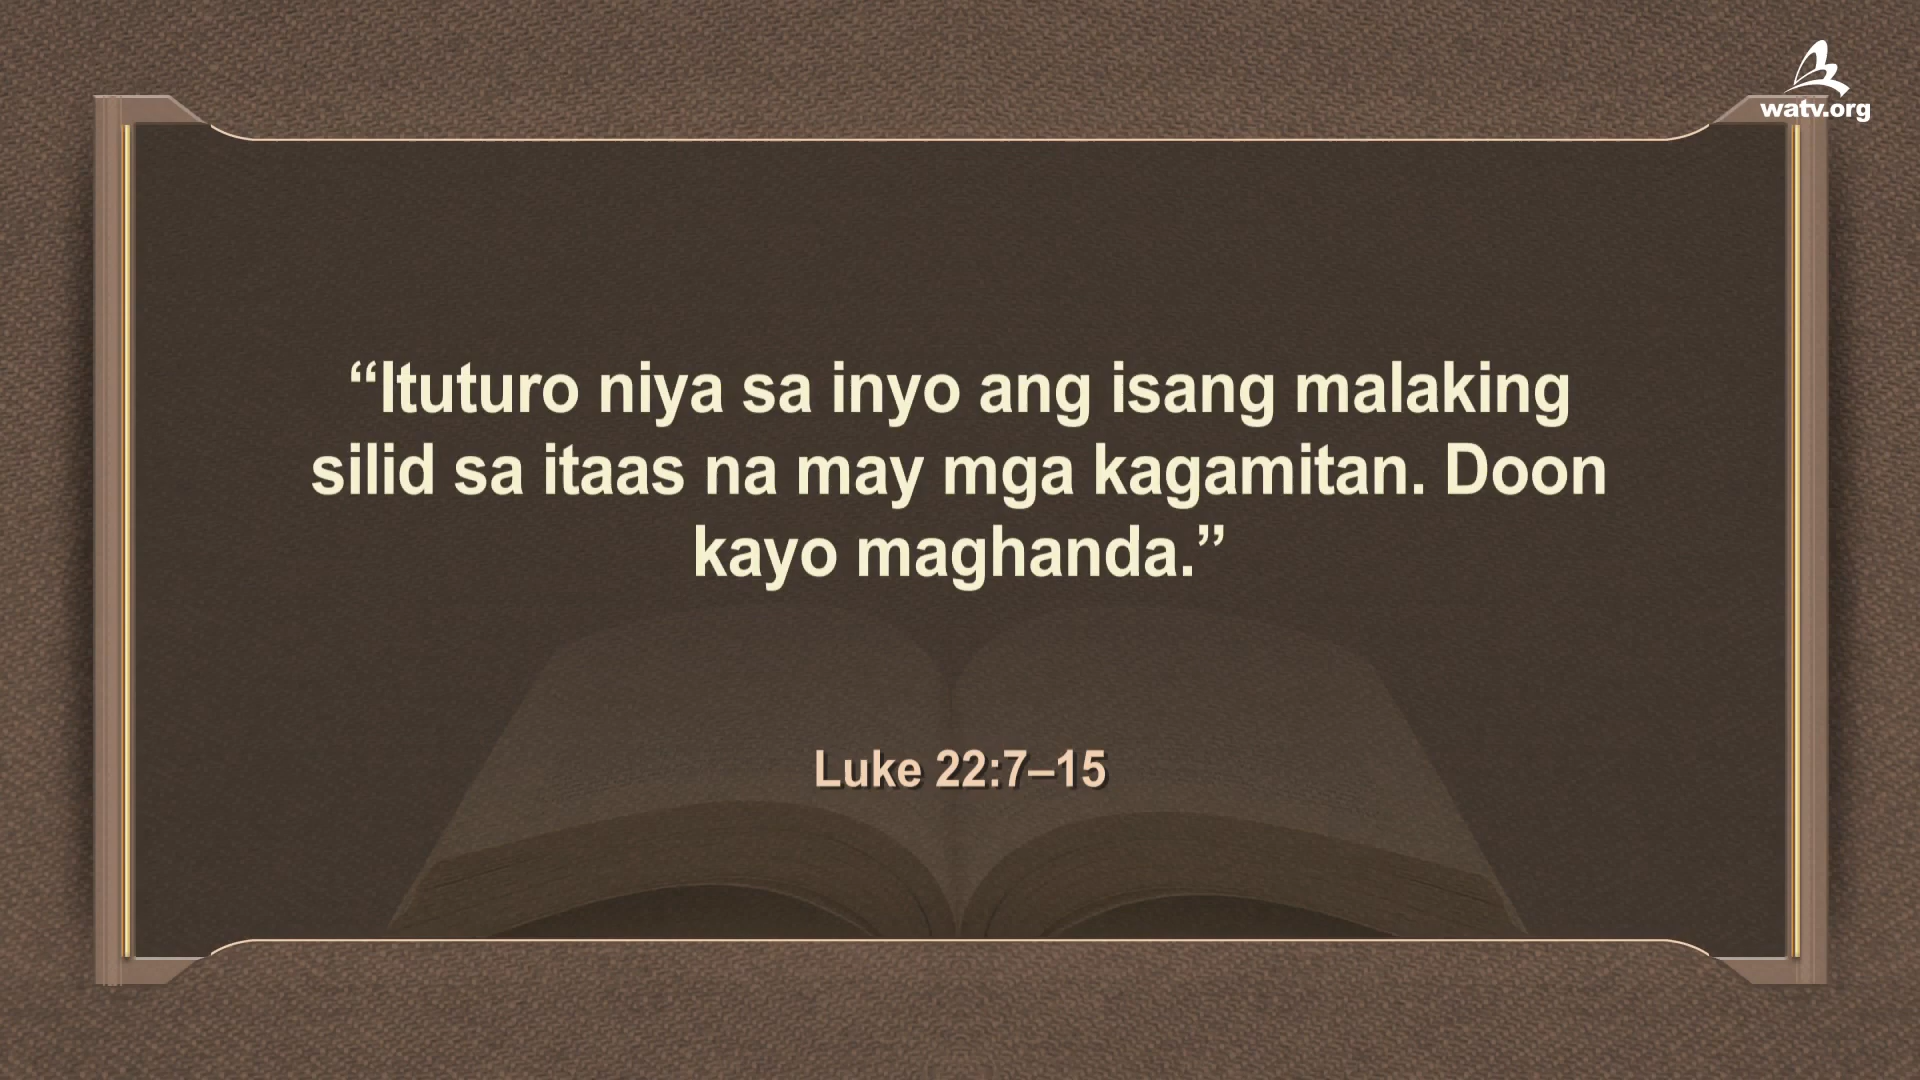 watv.org
“Ituturo niya sa inyo ang isang malaking
silid sa itaas na may mga kagamitan. Doon
kayo maghanda.”
Luke 22:7–15